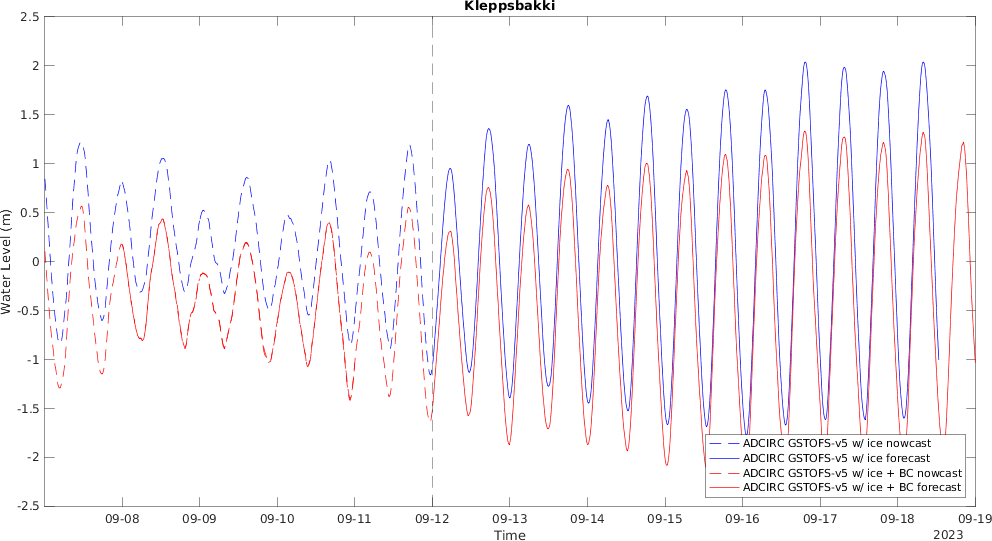 Kleppsbakki
2.5
2
1.5
1
0.5
0
-0.5
-1
-1.5
-2
-2.5
Water Level (m)
ADCIRC GSTOFS-v5 w/ ice nowcast
ADCIRC GSTOFS-v5 w/ ice forecast
ADCIRC GSTOFS-v5 w/ ice + BC nowcast
ADCIRC GSTOFS-v5 w/ ice + BC forecast
09-08 09-09 09-10 09-11 09-12 09-13 09-14 09-15 09-16 09-17 09-18 09-19
Time
2023